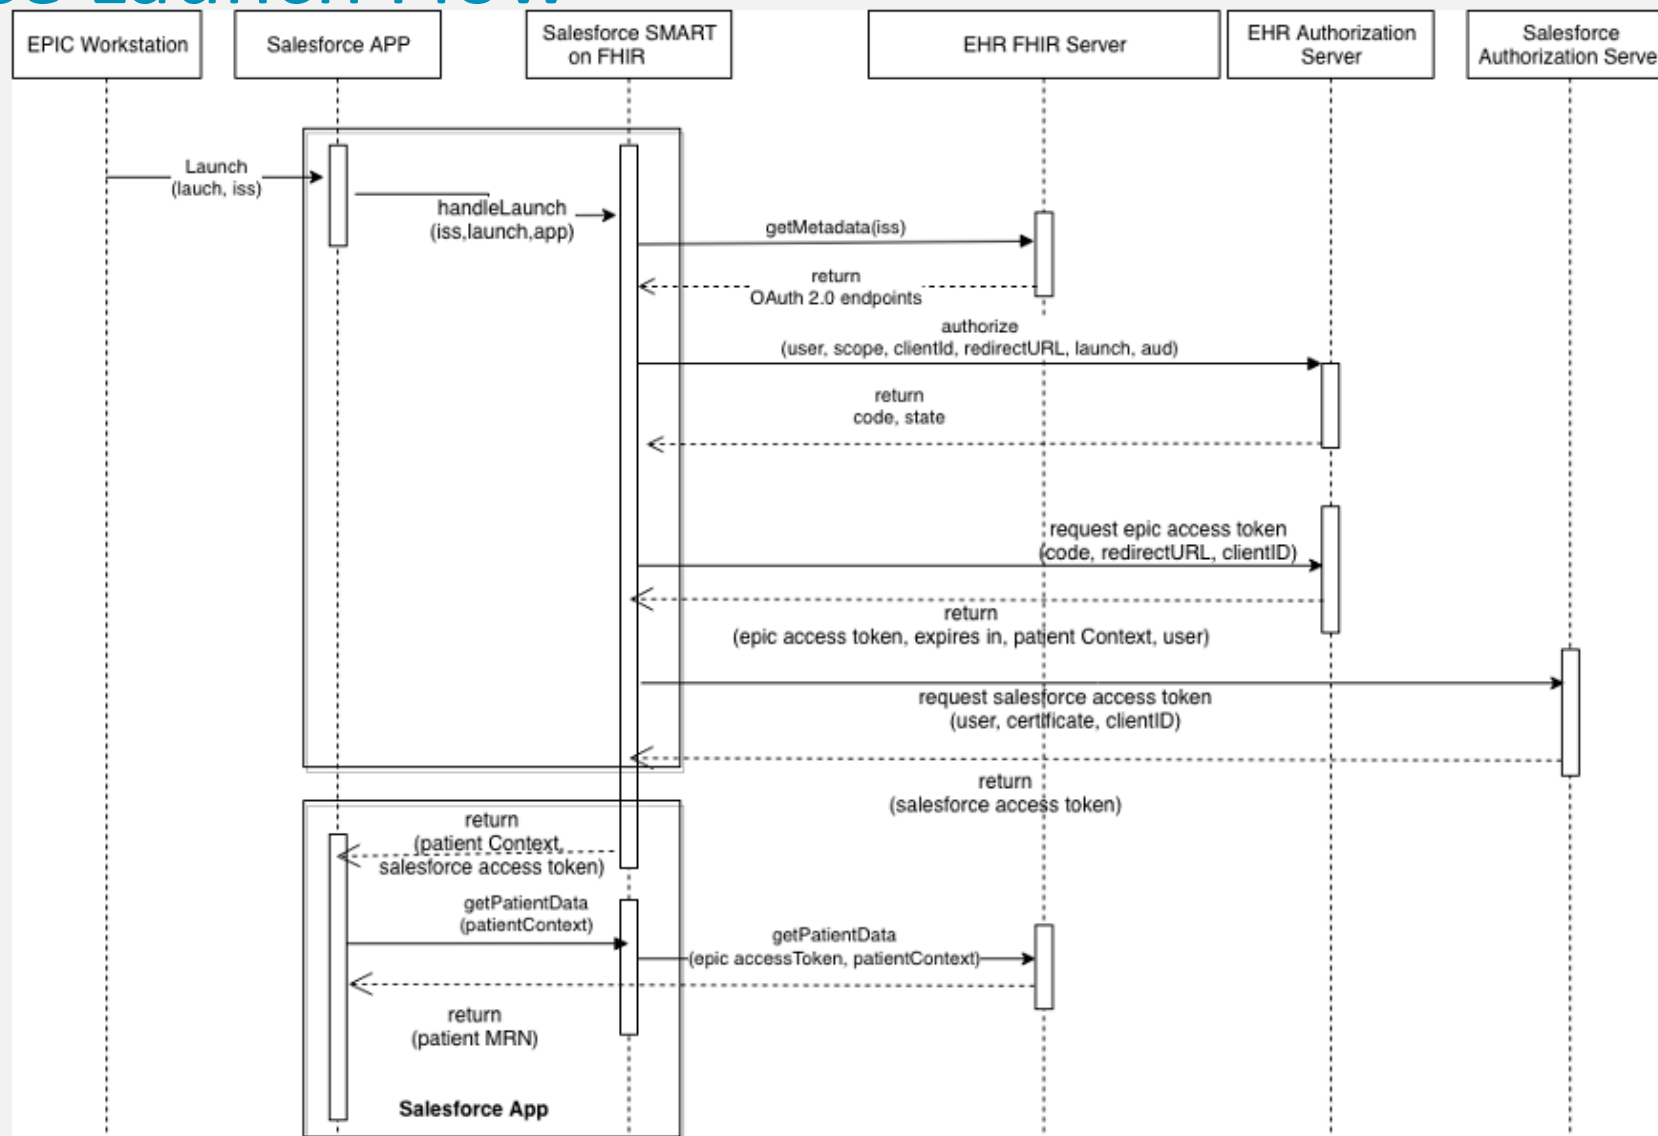 Launch Flow
EPIC Workstation
Salesforce APP
Salesforce SMART
on FHIR
EHR FHIR Server
EHR Authorization
Server
Salesforce
Authorization Serve
Launch
(lauch, iss)
handleLaunch
(iss,launch,app)
getMetadata(iss)
return
OAuth 2.0 endpoints
authorize
(user, scope, clientId, redirectURL, launch, aud)
return
code, state
request epic access token
(code, redirectURL, clientID)
return
(epic access token, expires in, patient Context, user)
request salesforce access token
(user, certificate, clientID)
return
(salesforce access token)
return
(patient Context,
salesforce access token)
getPatientData
(patientContext)
getPatientData
(epic accessToken, patientContext)
return
(patient MRN)
Salesforce App